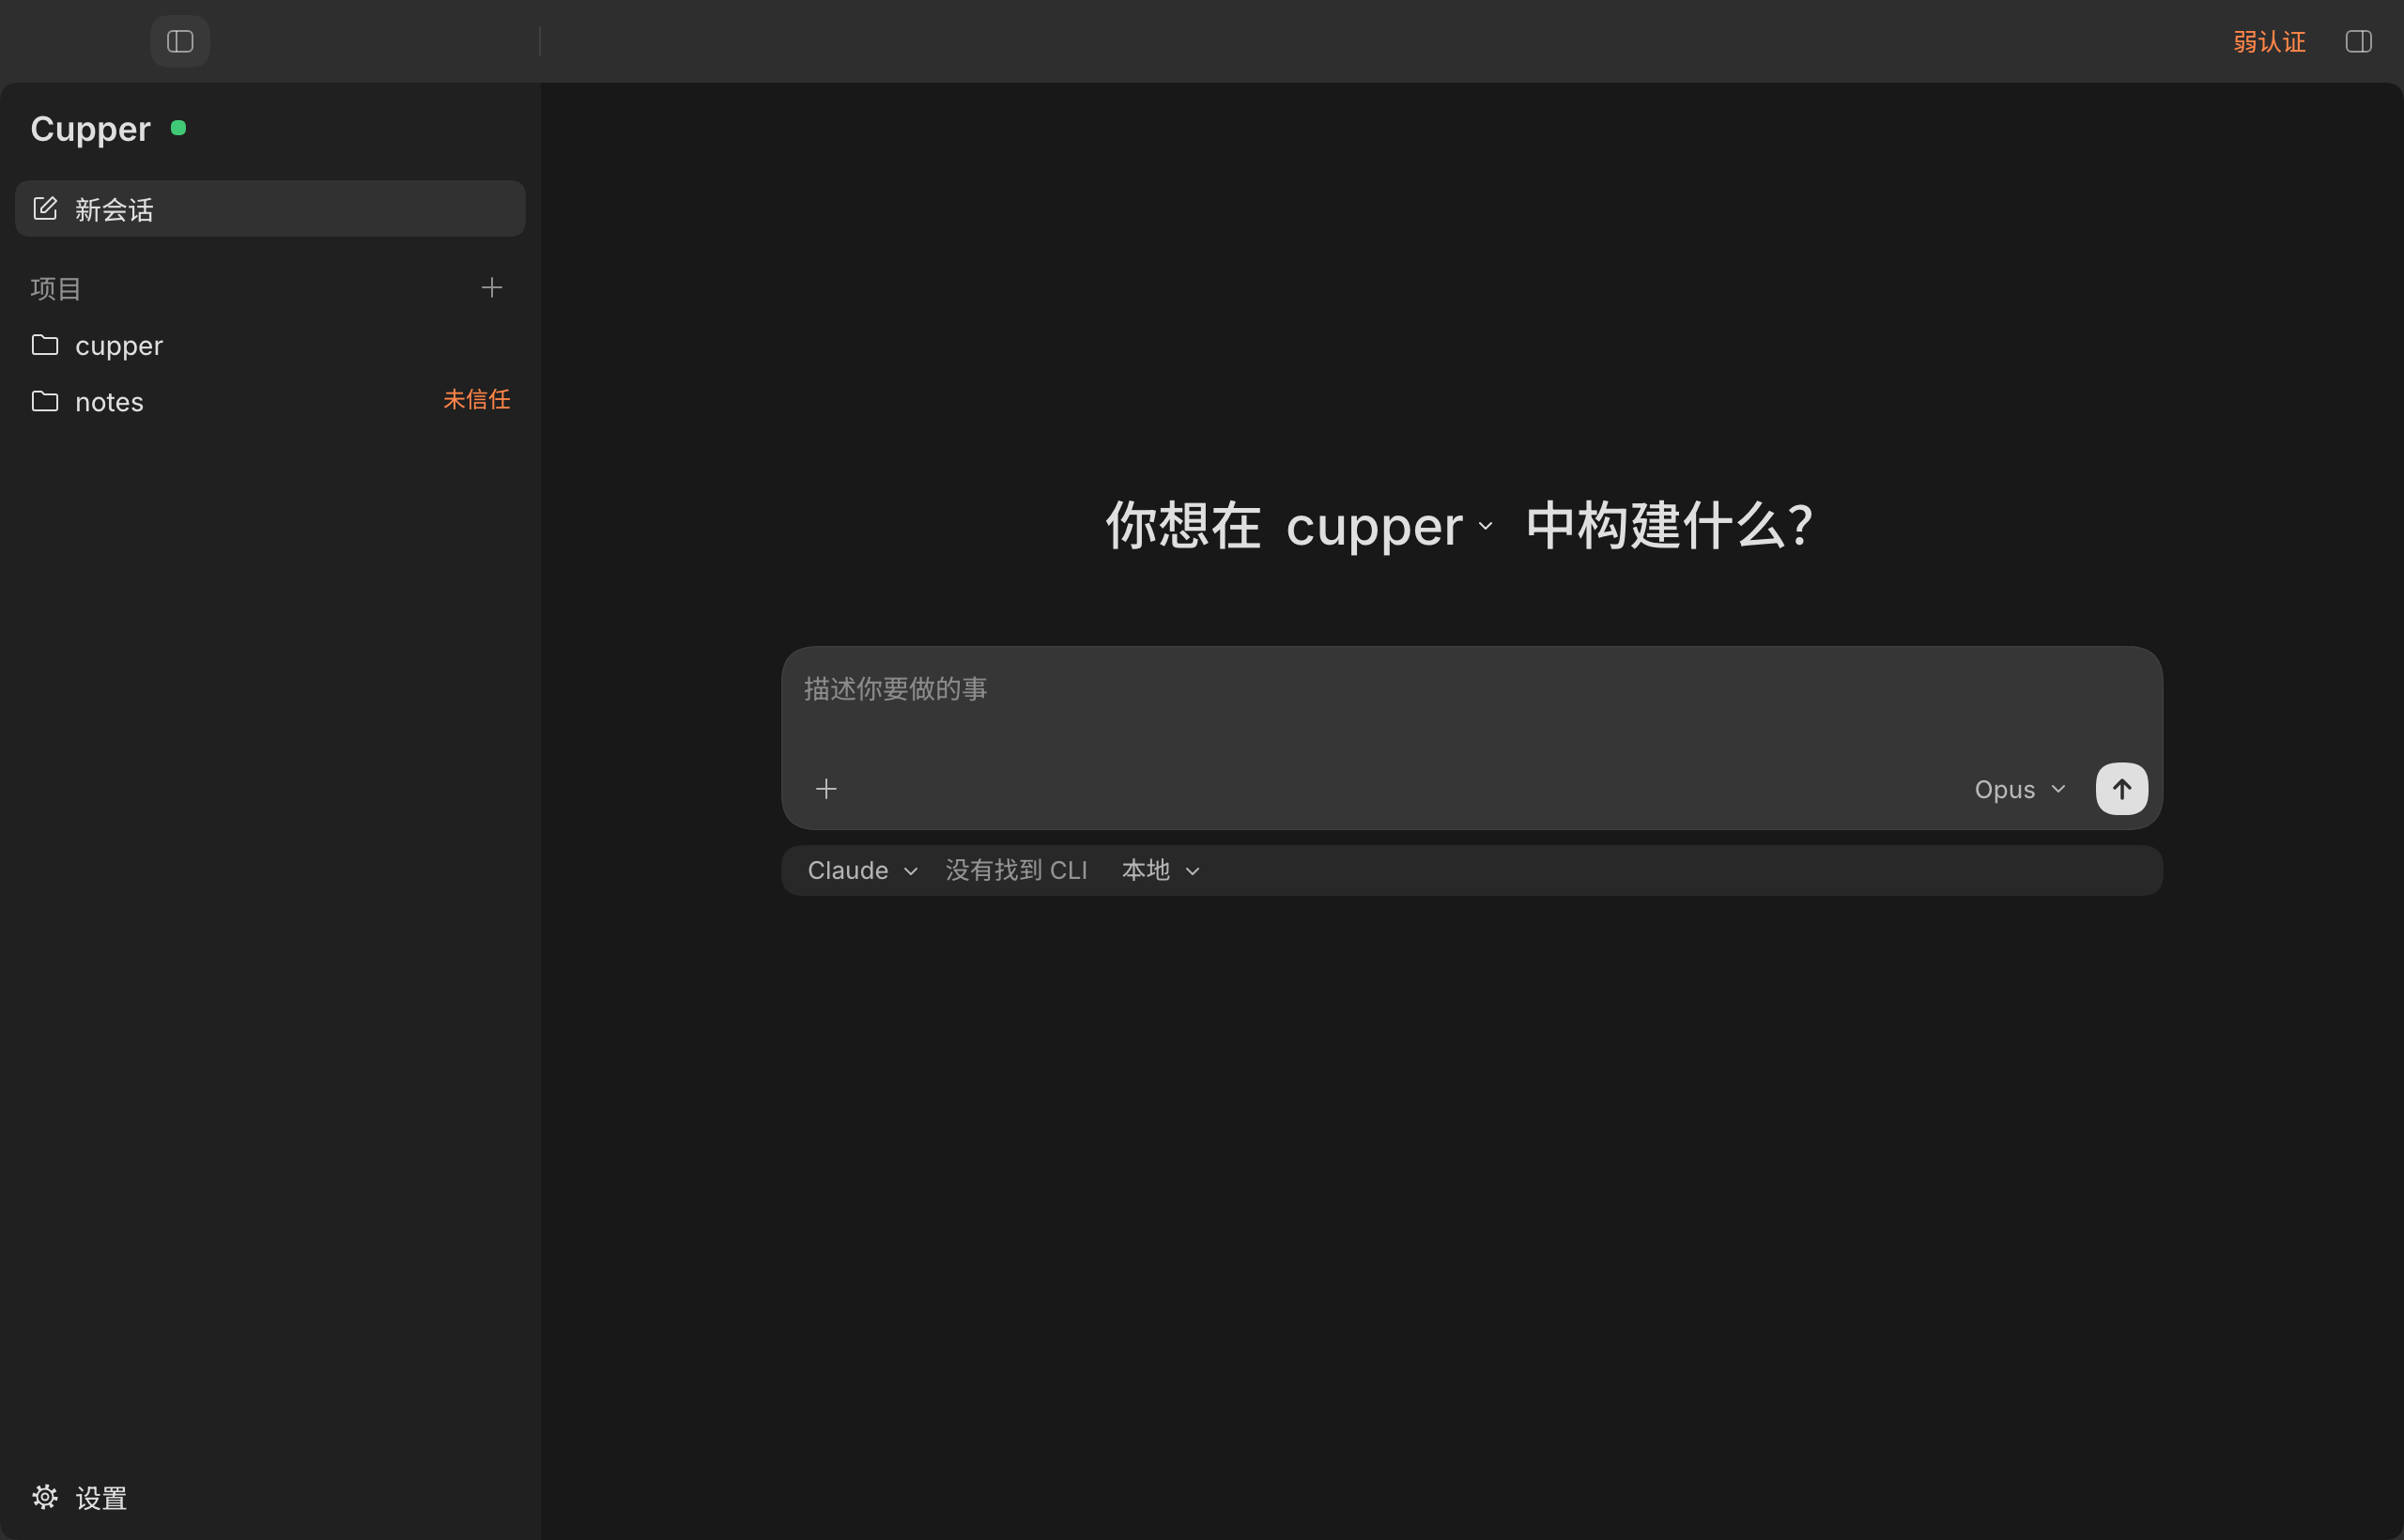 弱认证
Cupper
新会话
项目
cupper
notes 未信任
你想在 cupper 中构建什么?
描述你要做的事
Opus
Claude 没有找到 CLI 本地
设置